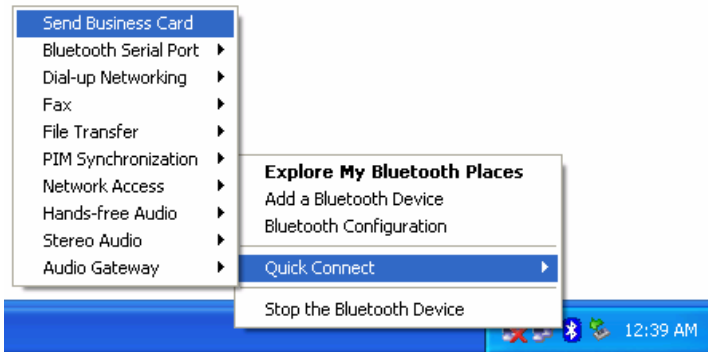 Send Business Card
Bluetooth Serial Port
Dial-up Networking
Fax
File Transfer
PIM Synchronization
Network Access
Hands-free Audio
Stereo Audio
Audio Gateway
Explore My Bluetooth Places
Add a Bluetooth Device
Bluetooth Configuration
Quick Connect
Stop the Bluetooth Device
12:39 AM